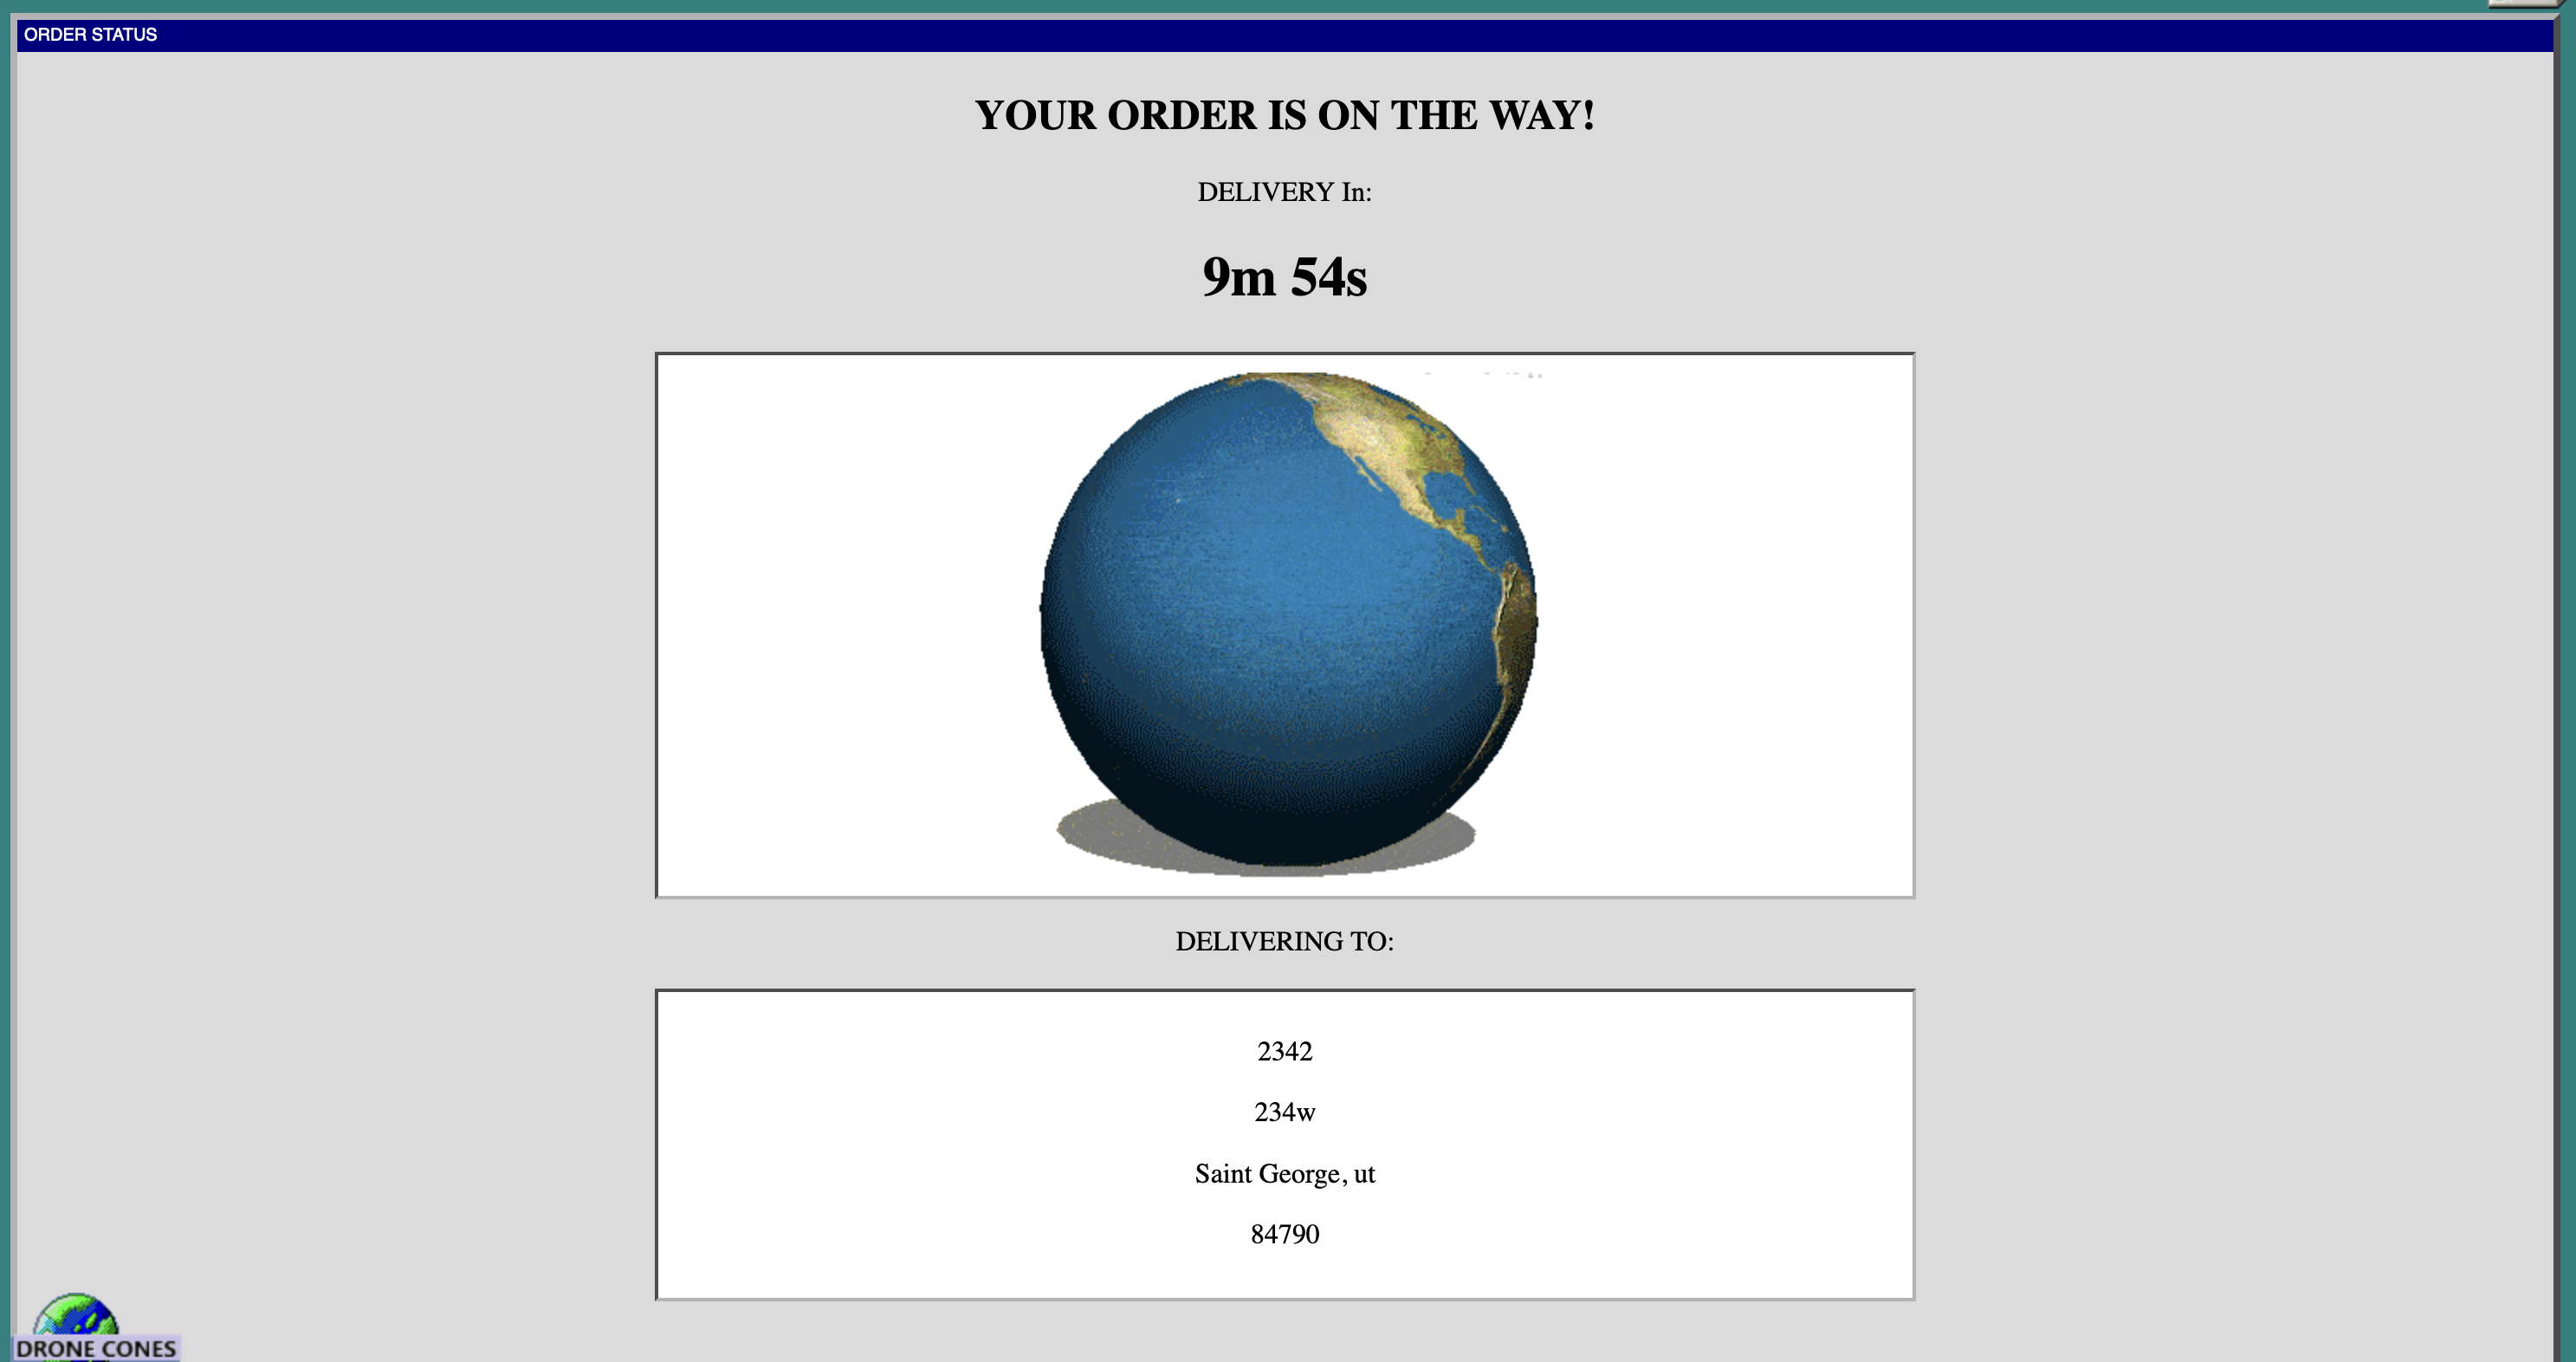 ORDER STATUS
YOUR ORDER IS ON THE WAY!
DELIVERY In:
9m 54s
DELIVERING TO:
2342
234w
Saint George, ut
84790
DRONE CONES